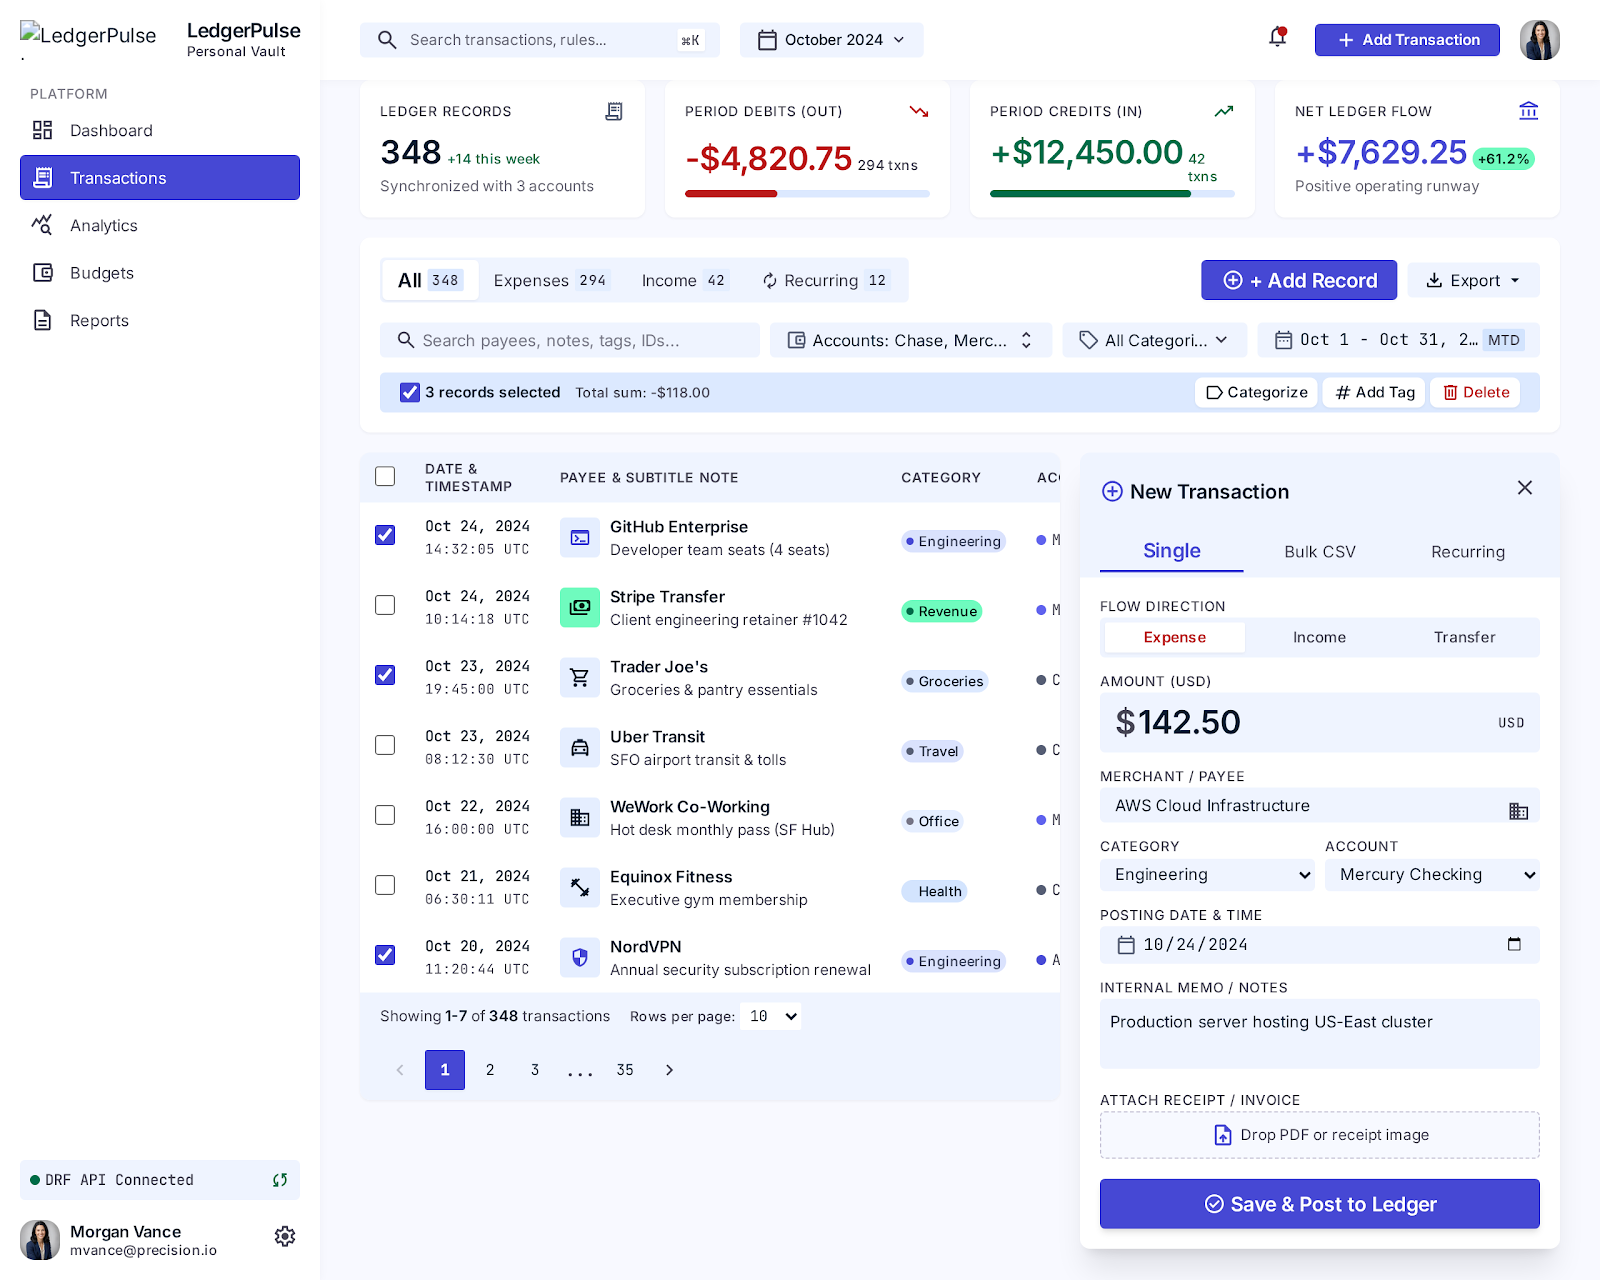 LedgerPulse
.
LedgerPulse
Personal Vault
PLATFORM
Dashboard
Transactions
Analytics
Budgets
Reports
DRF API Connected
Morgan Vance
mvance@precision.io
Search transactions, rules...
⌘K
October 2024
+ Add Transaction
LEDGER RECORDS
348 +14 this week
Synchronized with 3 accounts
PERIOD DEBITS (OUT)
-$4,820.75 294 txns
PERIOD CREDITS (IN)
+$12,450.00 42
txns
NET LEDGER FLOW
+$7,629.25 +61.2%
Positive operating runway
All 348
Expenses 294
Income 42
Recurring 12
+ Add Record
Export
Search payees, notes, tags, IDs...
Accounts: Chase, Merc...
All Categori...
Oct 1 - Oct 31, 2… MTD
3 records selected Total sum: -$118.00
Categorize
# Add Tag
Delete
DATE &
TIMESTAMP
PAYEE & SUBTITLE NOTE
CATEGORY
ACC
Oct 24, 2024
14:32:05 UTC
GitHub Enterprise
Developer team seats (4 seats)
Engineering
M
Oct 24, 2024
10:14:18 UTC
Stripe Transfer
Client engineering retainer #1042
Revenue
M
Oct 23, 2024
19:45:00 UTC
Trader Joe's
Groceries & pantry essentials
Groceries
C
Oct 23, 2024
08:12:30 UTC
Uber Transit
SFO airport transit & tolls
Travel
C
Oct 22, 2024
16:00:00 UTC
WeWork Co-Working
Hot desk monthly pass (SF Hub)
Office
M
Oct 21, 2024
06:30:11 UTC
Equinox Fitness
Executive gym membership
Health
C
Oct 20, 2024
11:20:44 UTC
NordVPN
Annual security subscription renewal
Engineering
A
Showing 1-7 of 348 transactions
Rows per page: 10
1 2 3 ... 35
New Transaction
Single
Bulk CSV
Recurring
FLOW DIRECTION
Expense
Income
Transfer
AMOUNT (USD)
$142.50
USD
MERCHANT / PAYEE
AWS Cloud Infrastructure
CATEGORY
Engineering
ACCOUNT
Mercury Checking
POSTING DATE & TIME
10/24/2024
INTERNAL MEMO / NOTES
Production server hosting US-East cluster
ATTACH RECEIPT / INVOICE
Drop PDF or receipt image
Save & Post to Ledger